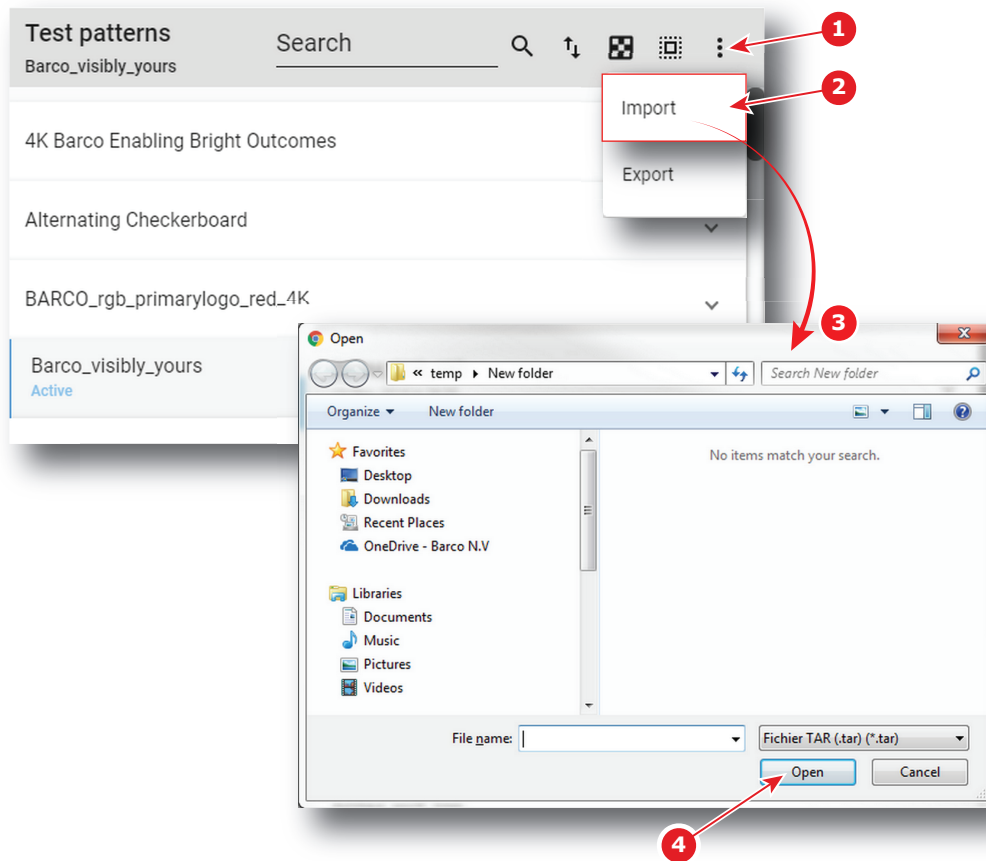 Test patterns
Barco_visibly_yours
Search
1
2
Import
Export
4K Barco Enabling Bright Outcomes
Alternating Checkerboard
BARCO_rgb_primarylogo_red_4K
Barco_visibly_yours
Active
3
Open
« temp ▸ New folder
Search New folder
Organize
New folder
Favorites
Desktop
Downloads
Recent Places
OneDrive - Barco N.V
Libraries
Documents
Music
Pictures
Videos
No items match your search.
File name:
Fichier TAR (.tar) (*.tar)
Open
Cancel
4